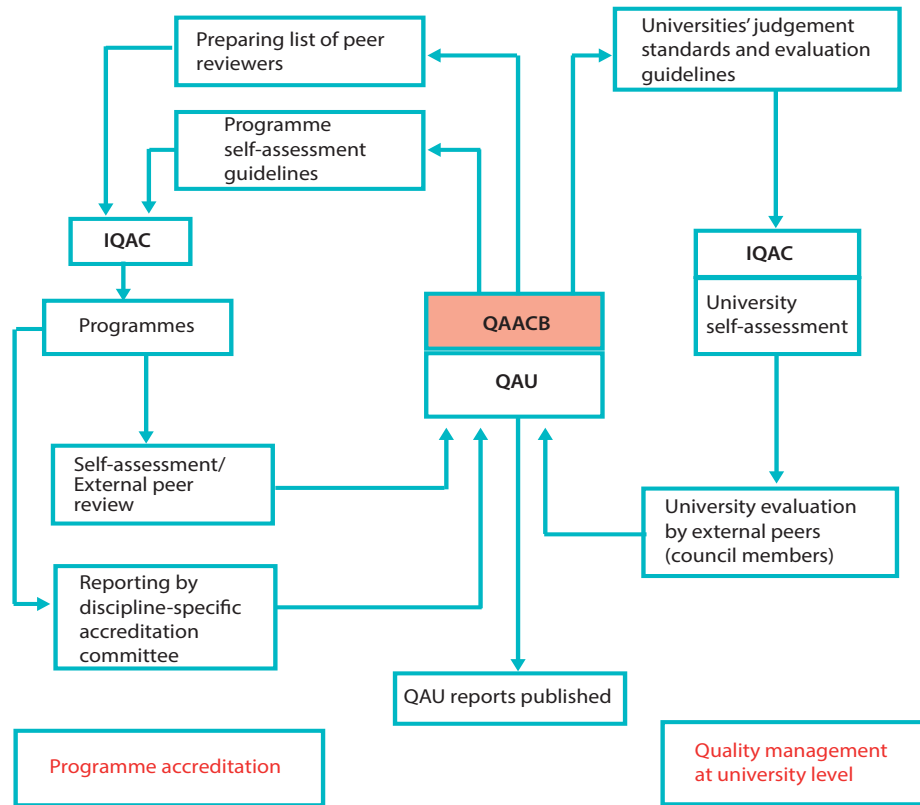 Preparing list of peer
reviewers
Universities’ judgement
standards and evaluation
guidelines
Programme
self-assessment
guidelines
IQAC
IQAC
University
self-assessment
Programmes
QAACB
QAU
Self-assessment/
External peer
review
University evaluation
by external peers
(council members)
Reporting by
discipline-specific
accreditation
committee
QAU reports published
Programme accreditation
Quality management
at university level